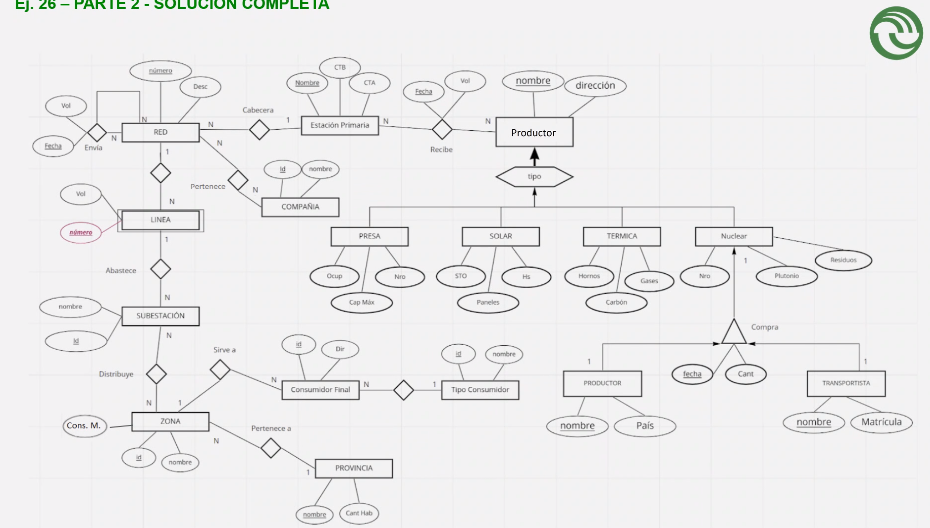 Ej. 26 – PARTE 2 - SOLUCIÓN COMPLETA
número
Desc
Vol
Fecha
Envía
N
N
RED
1
N
Cabecera
1
Nombre
CTB
CTA
Estación Primaria
N
Fecha
Vol
Recibe
N
nombre
dirección
Productor
tipo
N
Pertenece
N
id
nombre
COMPAÑIA
N
Vol
número
LINEA
1
PRESA
Ocup
Cap Máx
Nro
SOLAR
STO
Paneles
Hs
TERMICA
Hornos
Carbón
Gases
Nuclear
Nro
Plutonio
Residuos
1
Abastece
N
nombre
id
SUBESTACIÓN
N
Distribuye
N
Sirve a
1
N
id
Dir
Consumidor Final
N
1
id
nombre
Tipo Consumidor
Compra
1
fecha
Cant
1
PRODUCTOR
nombre
País
TRANSPORTISTA
nombre
Matrícula
Cons. M.
ZONA
id
nombre
N
Pertenece a
1
PROVINCIA
nombre
Cant Hab